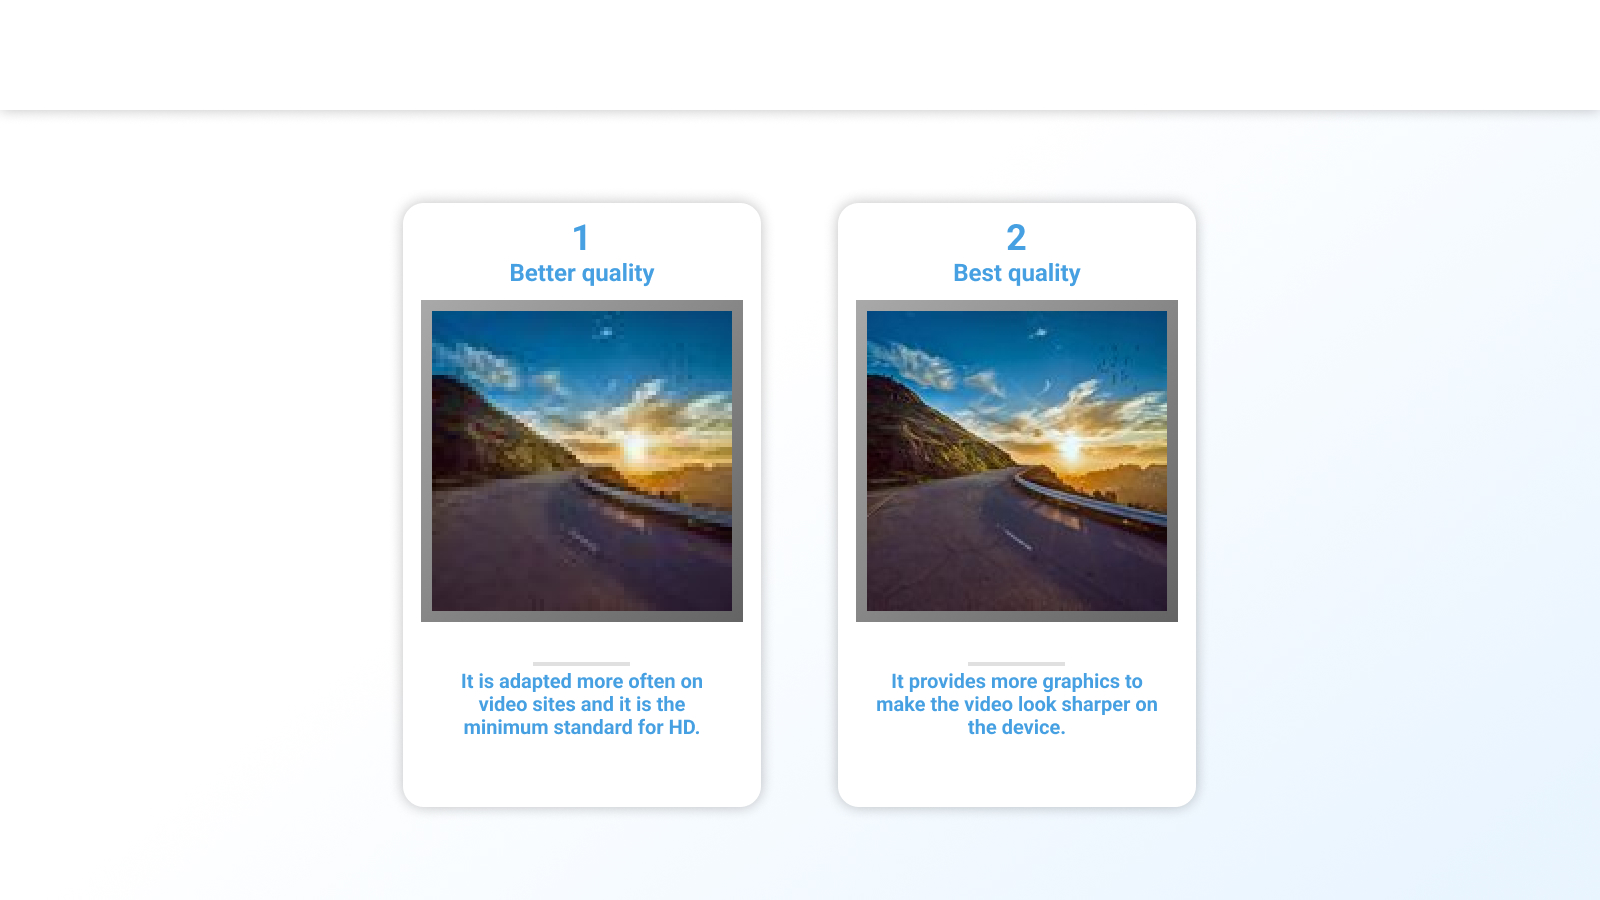 1
Better quality
It is adapted more often on
video sites and it is the
minimum standard for HD.
2
Best quality
It provides more graphics to
make the video look sharper on
the device.